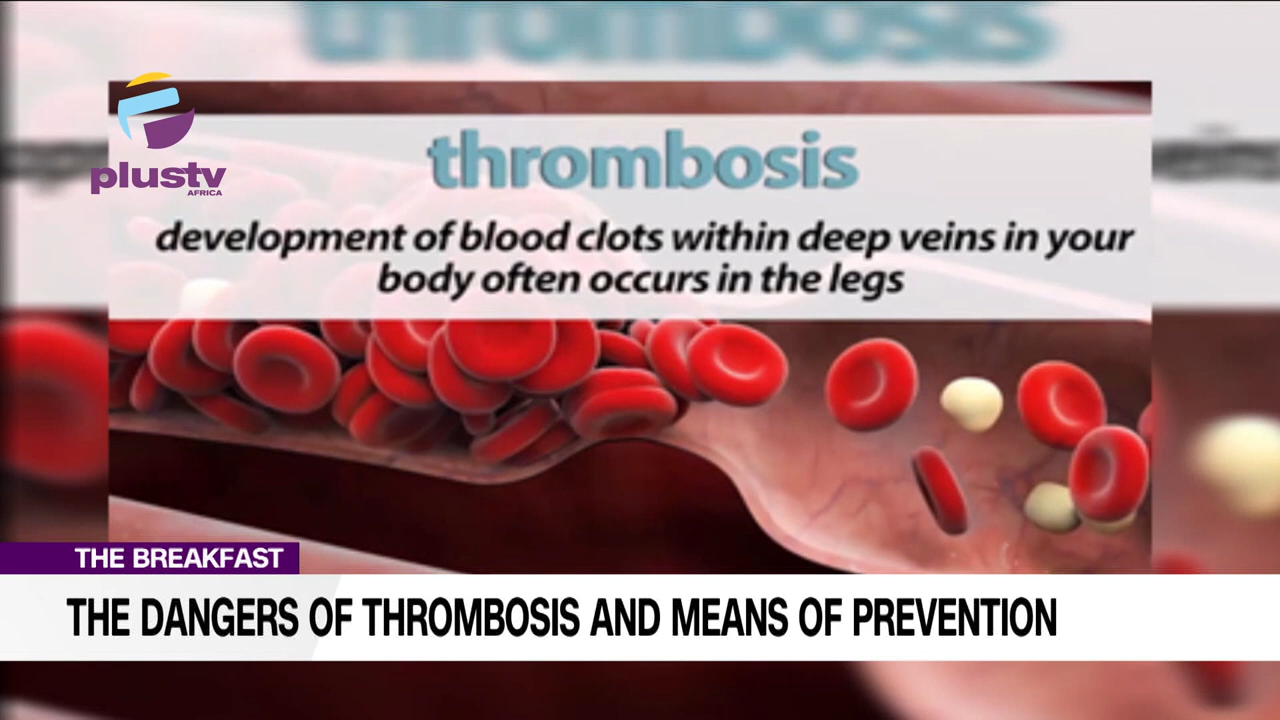 thrombosis
plustv
AFRICA
thrombosis
development of blood clots within deep veins in your
body often occurs in the legs
THE BREAKFAST
THE DANGERS OF THROMBOSIS AND MEANS OF PREVENTION